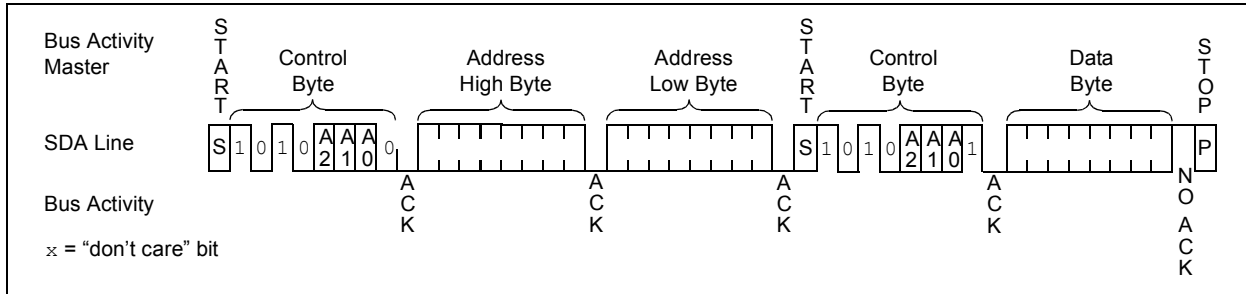 Bus Activity
Master
START
Control
Byte
Address
High Byte
Address
Low Byte
START
Control
Byte
Data
Byte
STOP
SDA Line
S 1 0 1 0 A2 A1 A0 0
S 1 0 1 0 A2 A1 A0 1
P
Bus Activity
ACK
ACK
ACK
ACK
NO ACK
x = “don’t care” bit